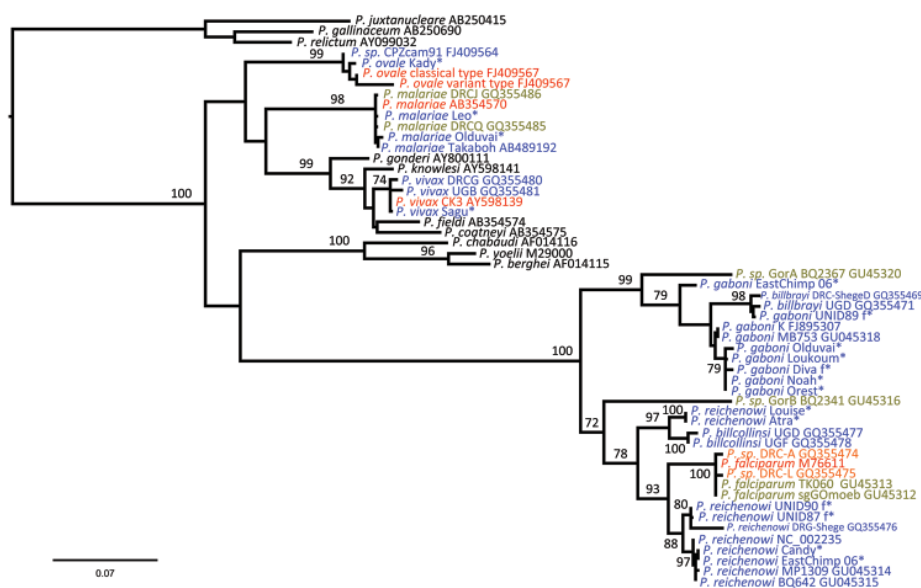 P. juxtanucleare AB250415
P. gallinaceum AB250690
P. relictum AY099032
P. sp. CPZcam91 FJ409564
99
P. ovale Kady*
P. ovale classical type FJ409567
P. ovale variant type FJ409567
P. malariae DRCJ GQ355486
98
P. malariae AB354570
P. malariae Leo*
P. malariae DRCQ GQ355485
P. malariae Olduvai*
P. malariae Takaboh AB489192
P. gonderi AY800111
99
P. knowlesi AY598141
92
74
P. vivax DRCG GQ355480
P. vivax UGB GQ355481
100
P. vivax CK3 AY598139
P. vivax Sagu*
P. fieldi AB354574
P. coatneyi AB354575
100
P. chabaudi AF014116
96
P. yoelii M29000
P. berghei AF014115
99
P. sp. GorA BQ2367 GU45320
79
P. gaboni EastChimp 06*
98
P. billbrayi DRC-ShegeD GQ355469
P. billbrayi UGD GQ355471
P. gaboni UNID89 f*
P. gaboni K FJ895307
P. gaboni MB753 GU045318
100
P. gaboni Olduvai*
P. gaboni Loukoum*
79
P. gaboni Diva f*
P. gaboni Noah*
P. gaboni Orest*
P. sp. GorB BQ2341 GU45316
72
97
100
P. reichenowi Louise*
P. reichenowi Atra*
P. billcollinsi UGD GQ355477
100
P. billcollinsi UGF GQ355478
78
P. sp. DRC-A GQ355474
P. falciparum M76611
100
P. sp. DRC-L GQ355475
P. falciparum TK060 GU45313
93
P. falciparum sgGOmoeb GU45312
80
P. reichenowi UNID90 f*
P. reichenowi UNID87 f*
P. reichenowi DRG-Shege GQ355476
88
P. reichenowi NC_002235
P. reichenowi Candy*
97
P. reichenowi EastChimp 06*
P. reichenowi MP1309 GU045314
P. reichenowi BQ642 GU045315
0.07